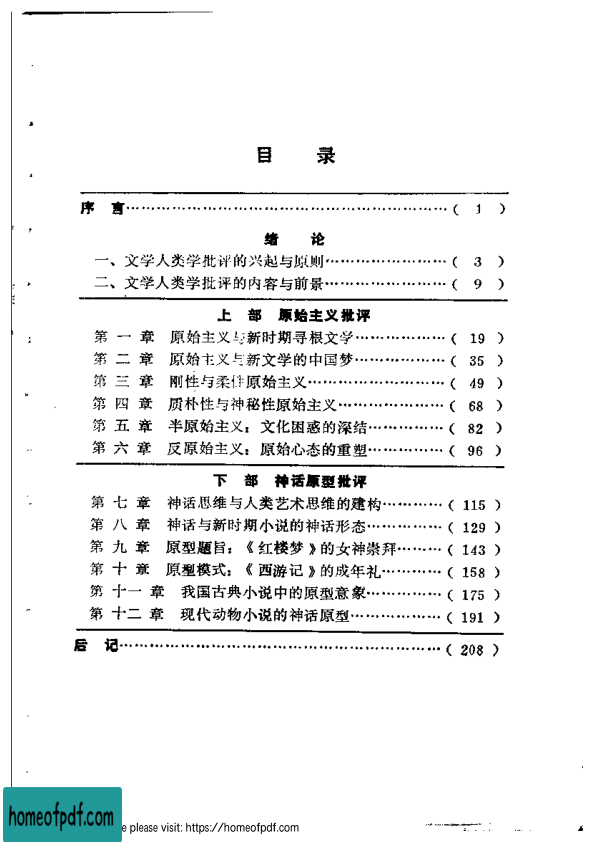 目 录
序 言……………………………………………………( 1 )
绪 论
一、文学人类学批评的兴起与原则……………………( 3 )
二、文学人类学批评的内容与前景……………………( 9 )
上 部 原始主义批评
第 一 章 原始主义与新时期寻根文学………………( 19 )
第 二 章 原始主义与新文学的中国梦………………( 35 )
第 三 章 刚性与柔性原始主义………………………( 49 )
第 四 章 质朴性与神秘性原始主义…………………( 68 )
第 五 章 半原始主义：文化困惑的深结……………( 82 )
第 六 章 反原始主义：原始心态的重塑……………( 96 )
下 部 神话原型批评
第 七 章 神话思维与人类艺术思维的建构…………( 115 )
第 八 章 神话与新时期小说的神话形态……………( 129 )
第 九 章 原型题旨：《红楼梦》的女神崇拜………( 143 )
第 十 章 原型模式：《西游记》的成年礼…………( 158 )
第 十一 章 我国古典小说中的原型意象……………( 175 )
第 十二 章 现代动物小说的神话原型………………( 191 )
后 记……………………………………………………( 208 )
homeofpdf.com
e please visit: https://homeofpdf.com